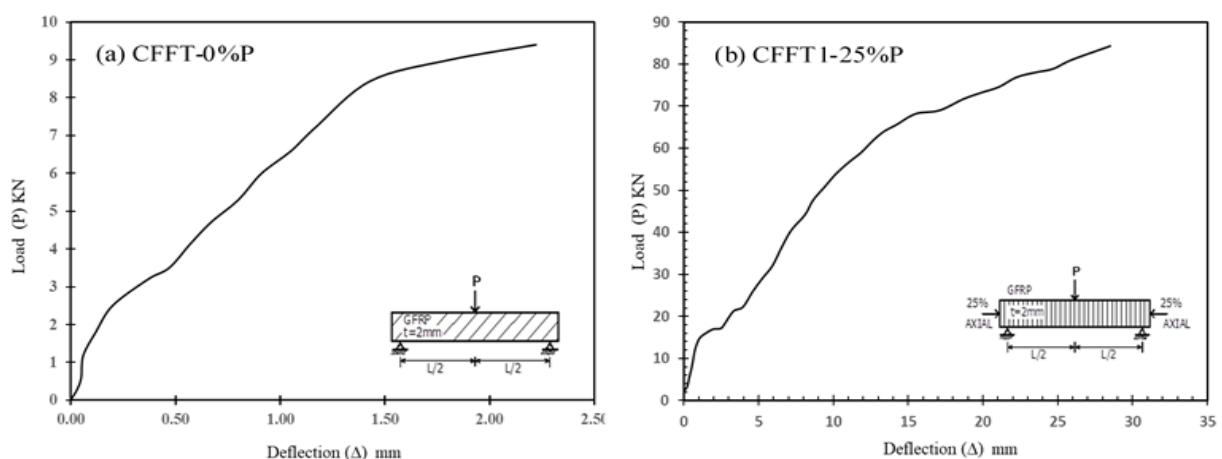 (a) CFFT-0%P
10
9
8
7
6
5
4
3
2
1
0
Load (P) KN
0.00 0.50 1.00 1.50 2.00 2.5
Deflection (Δ) mm
P
GFRP
t=2mm
L/2 L/2
(b) CFFT1-25%P
90
80
70
60
50
40
30
20
10
0
Load (P) KN
0 5 10 15 20 25 30 35
Deflection (Δ) mm
P
GFRP
25% t=2mm 25%
AXIAL AXIAL
L/2 L/2